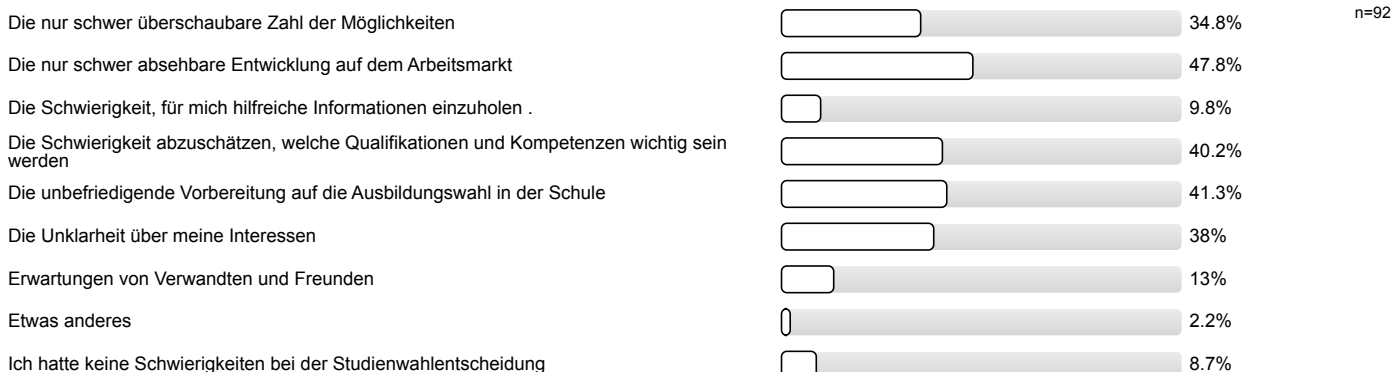 Die nur schwer überschaubare Zahl der Möglichkeiten 34.8% n=92
Die nur schwer absehbare Entwicklung auf dem Arbeitsmarkt 47.8%
Die Schwierigkeit, für mich hilfreiche Informationen einzuholen . 9.8%
Die Schwierigkeit abzuschätzen, welche Qualifikationen und Kompetenzen wichtig sein
werden 40.2%
Die unbefriedigende Vorbereitung auf die Ausbildungswahl in der Schule 41.3%
Die Unklarheit über meine Interessen 38%
Erwartungen von Verwandten und Freunden 13%
Etwas anderes 2.2%
Ich hatte keine Schwierigkeiten bei der Studienwahlentscheidung 8.7%